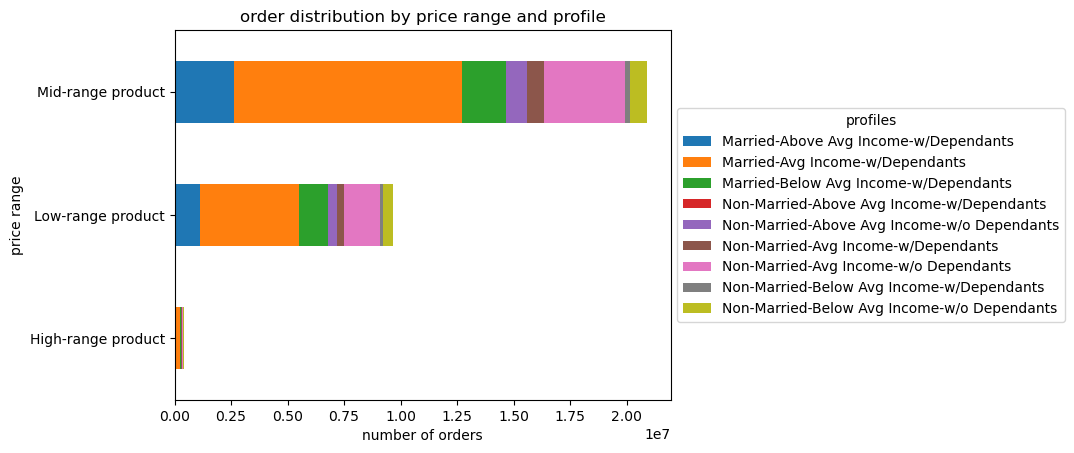 order distribution by price range and profile
price range
Mid-range product
Low-range product
High-range product
0.00 0.25 0.50 0.75 1.00 1.25 1.50 1.75 2.00
1e7
number of orders
profiles
Married-Above Avg Income-w/Dependants
Married-Avg Income-w/Dependants
Married-Below Avg Income-w/Dependants
Non-Married-Above Avg Income-w/Dependants
Non-Married-Above Avg Income-w/o Dependants
Non-Married-Avg Income-w/Dependants
Non-Married-Avg Income-w/o Dependants
Non-Married-Below Avg Income-w/Dependants
Non-Married-Below Avg Income-w/o Dependants